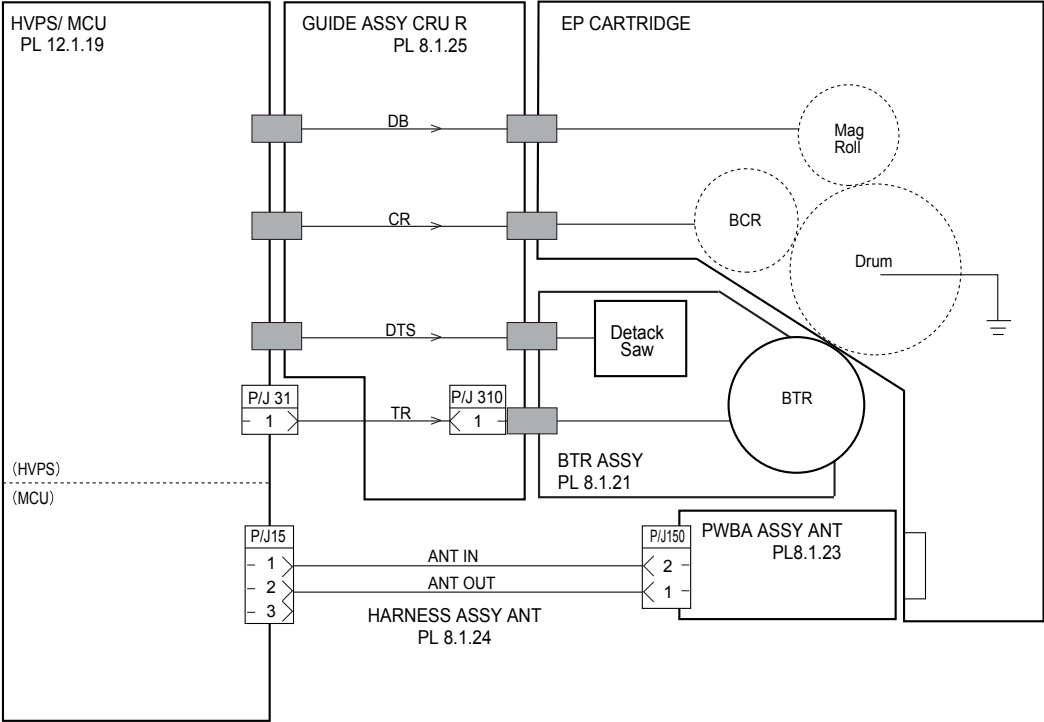 HVPS/ MCU
PL 12.1.19
GUIDE ASSY CRU R
PL 8.1.25
EP CARTRIDGE
DB
Mag
Roll
CR
BCR
Drum
DTS
Detack
Saw
P/J 31
1
TR
P/J 310
1
BTR
BTR ASSY
PL 8.1.21
(HVPS)
(MCU)
P/J15
1
2
3
ANT IN
ANT OUT
HARNESS ASSY ANT
PL 8.1.24
P/J150
2
1
PWBA ASSY ANT
PL8.1.23